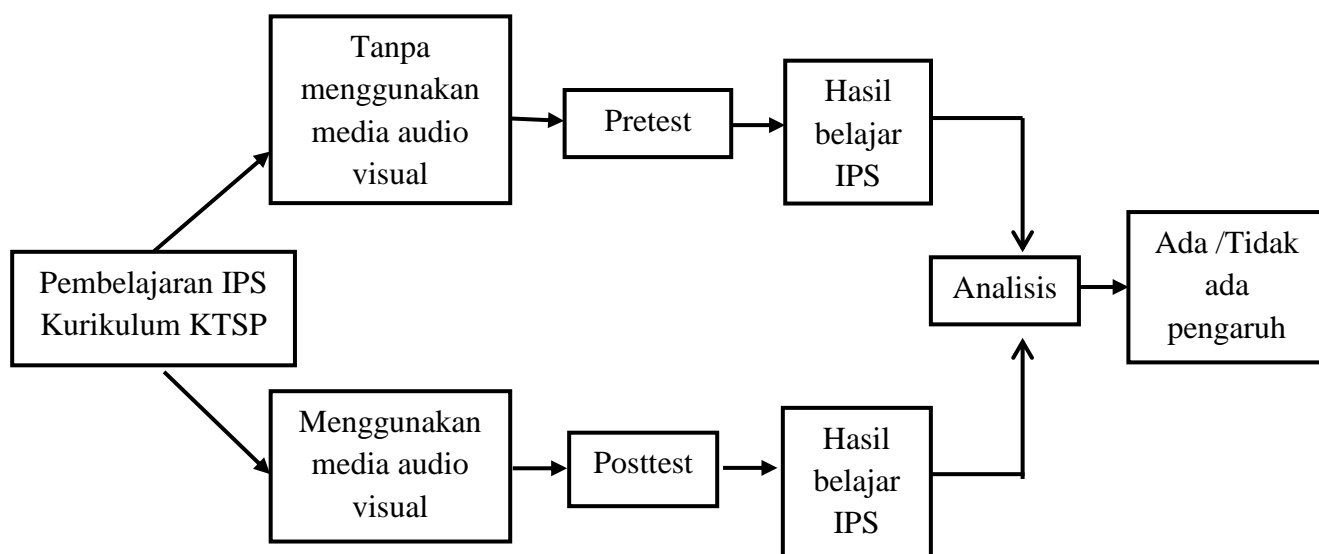 Tanpa
menggunakan
media audio
visual
Pretest
Hasil
belajar
IPS
Pembelajaran IPS
Kurikulum KTSP
Analisis
Ada /Tidak
ada
pengaruh
Menggunakan
media audio
visual
Posttest
Hasil
belajar
IPS